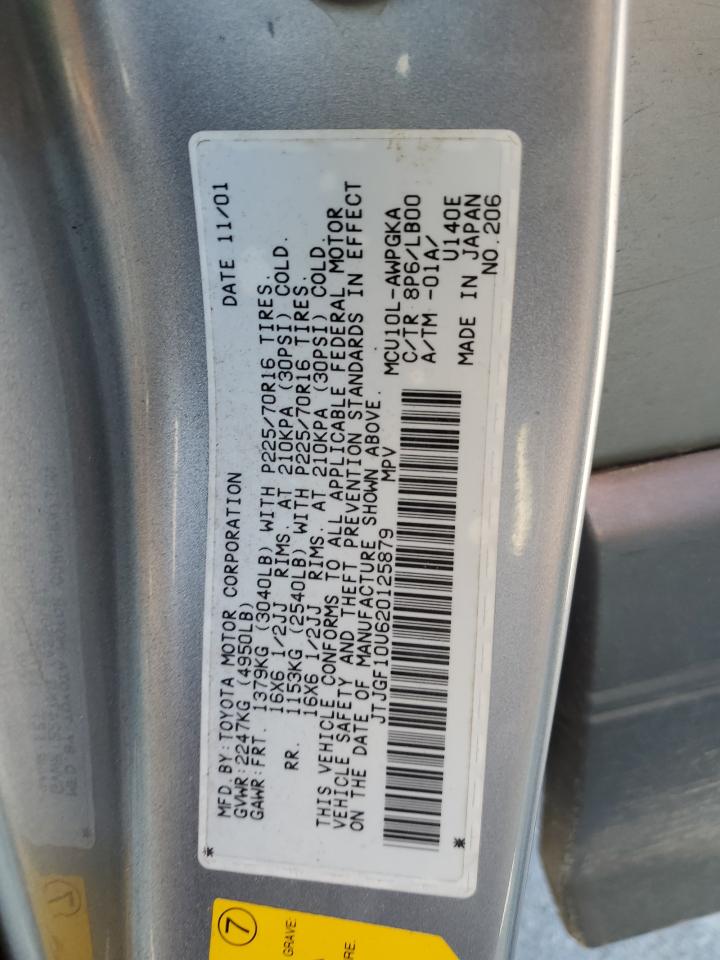 MFD. BY: TOYOTA MOTOR CORPORATION DATE 11/01
GVWR: 2247KG (4950LB)
GAWR: FRT. 1379KG (3040LB) WITH P225/70R16 TIRES.
16X6 1/2JJ RIMS. AT 210KPA (30PSI) COLD.
RR. 1153KG (2540LB) WITH P225/70R16 TIRES.
16X6 1/2JJ RIMS. AT 210KPA (30PSI) COLD.
THIS VEHICLE CONFORMS TO ALL APPLICABLE FEDERAL MOTOR
VEHICLE SAFETY AND THEFT PREVENTION STANDARDS IN EFFECT
ON THE DATE OF MANUFACTURE SHOWN ABOVE.
JTJGF10U620125879 MPV
MCU10L-AWPGKA
C/TR 8P6/LB00
A/TM -01A/
U140E
MADE IN JAPAN
NO.206
7
GRAVE
RE.